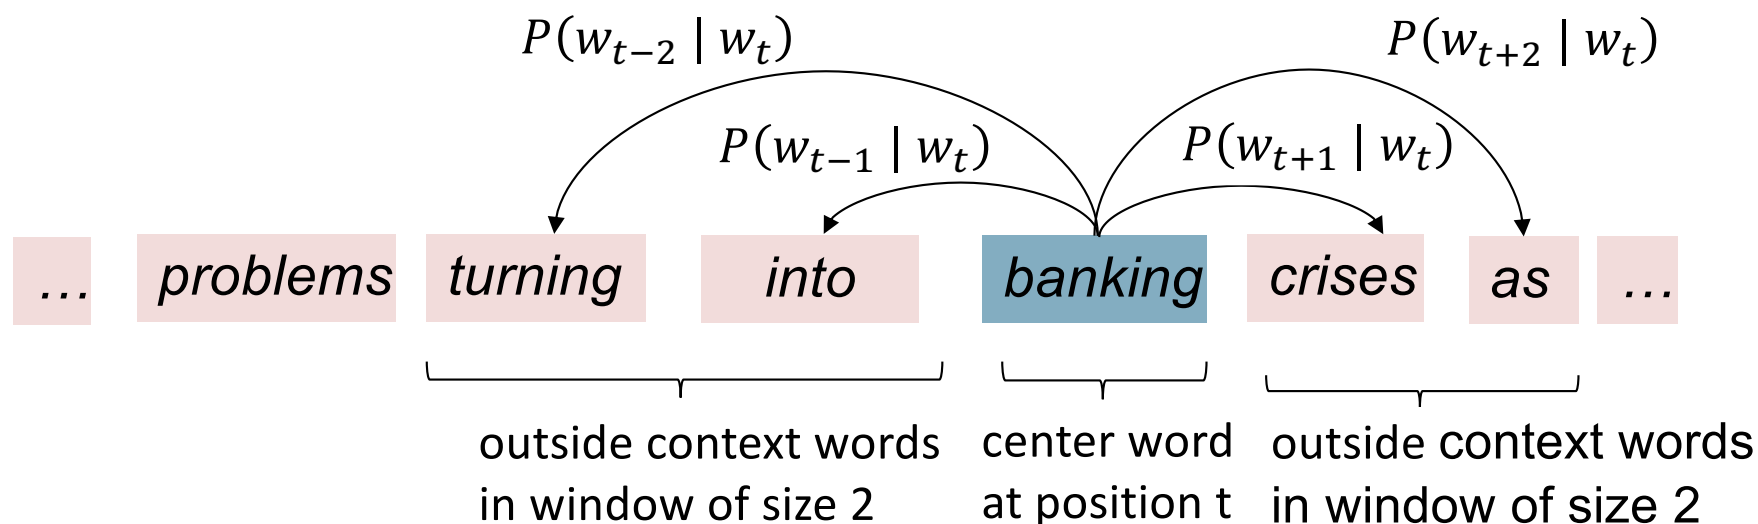 P(w_{t−2} | w_t) P(w_{t+2} | w_t)
P(w_{t−1} | w_t) P(w_{t+1} | w_t)
... problems turning into banking crises as ...
outside context words
in window of size 2
center word
at position t
outside context words
in window of size 2